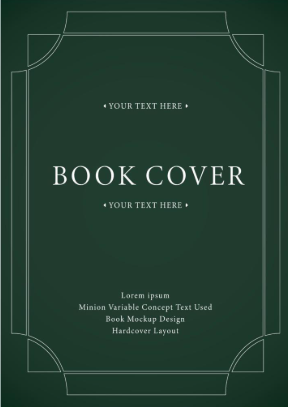 ♦ YOUR TEXT HERE ♦
BOOK COVER
♦ YOUR TEXT HERE ♦
Lorem ipsum
Minion Variable Concept Text Used
Book Mockup Design
Hardcover Layout